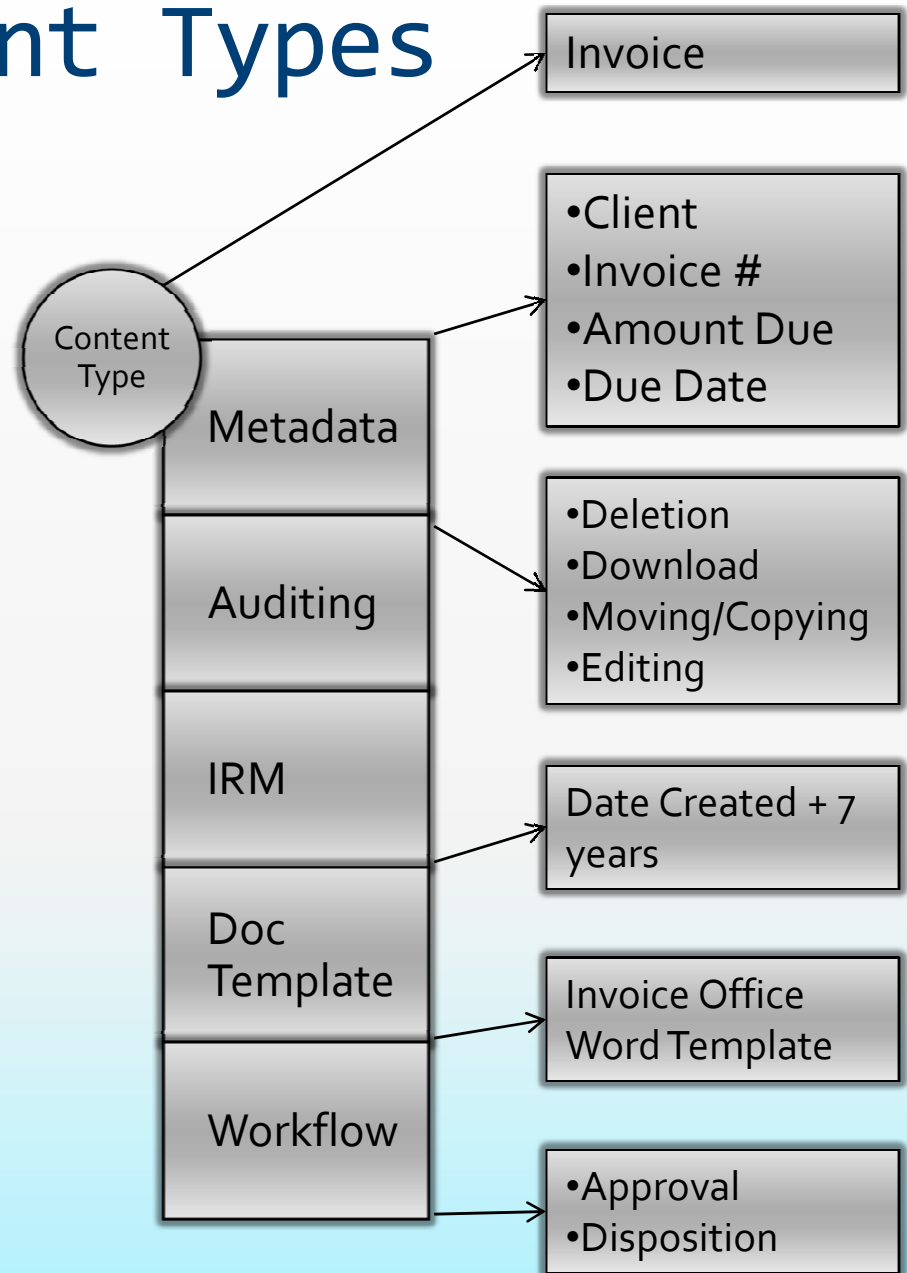 nt Types
Invoice
•Client
•Invoice #
•Amount Due
•Due Date
Content
Type
Metadata
•Deletion
•Download
•Moving/Copying
•Editing
Auditing
IRM
Date Created + 7
years
Doc
Template
Invoice Office
Word Template
Workflow
•Approval
•Disposition